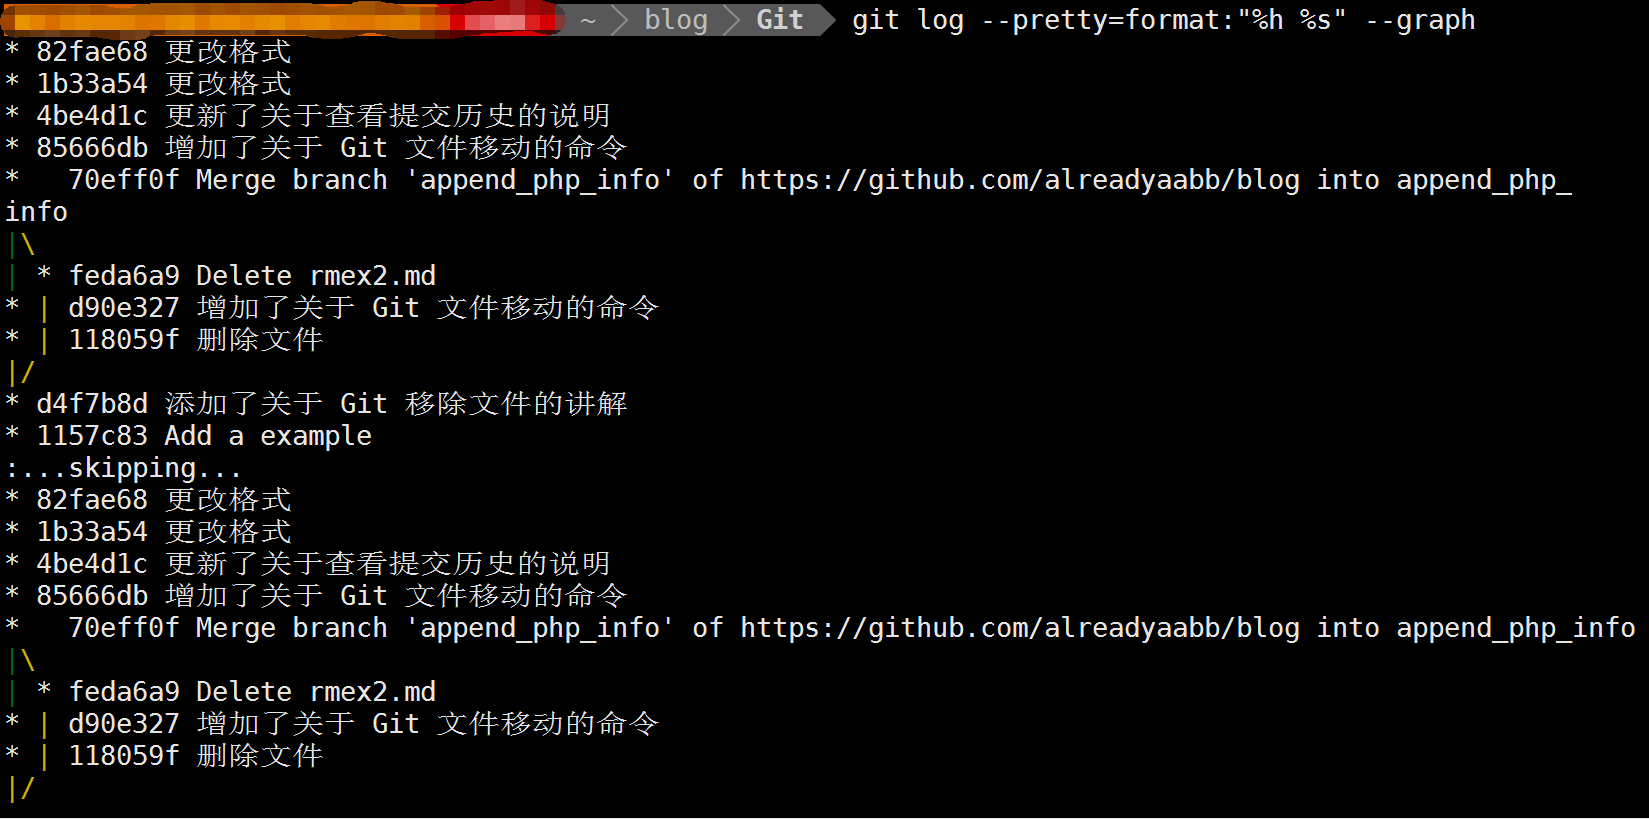 ~ blog Git git log --pretty=format:"%h %s" --graph
* 82fae68 更改格式
* 1b33a54 更改格式
* 4be4d1c 更新了关于查看提交历史的说明
* 85666db 增加了关于 Git 文件移动的命令
*   70eff0f Merge branch 'append_php_info' of https://github.com/alreadyaabb/blog into append_php_
info
|\
| * feda6a9 Delete rmex2.md
* | d90e327 增加了关于 Git 文件移动的命令
* | 118059f 删除文件
|/
* d4f7b8d 添加了关于 Git 移除文件的讲解
* 1157c83 Add a example
:...skipping...
* 82fae68 更改格式
* 1b33a54 更改格式
* 4be4d1c 更新了关于查看提交历史的说明
* 85666db 增加了关于 Git 文件移动的命令
*   70eff0f Merge branch 'append_php_info' of https://github.com/alreadyaabb/blog into append_php_info
|\
| * feda6a9 Delete rmex2.md
* | d90e327 增加了关于 Git 文件移动的命令
* | 118059f 删除文件
|/